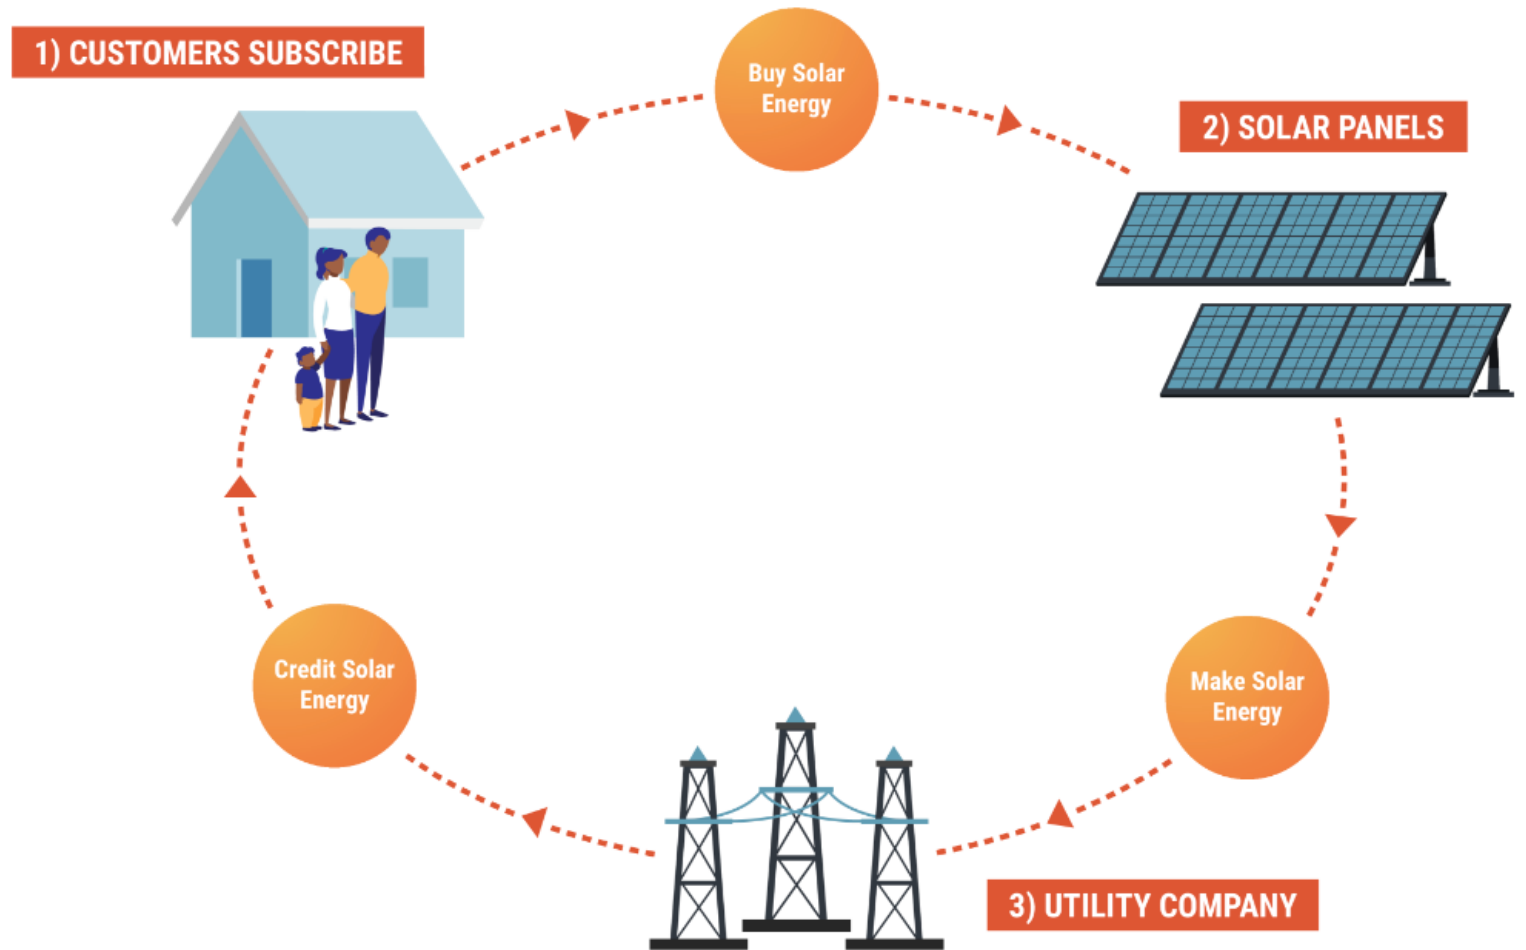 1) CUSTOMERS SUBSCRIBE
Buy Solar
Energy
2) SOLAR PANELS
Make Solar
Energy
3) UTILITY COMPANY
Credit Solar
Energy